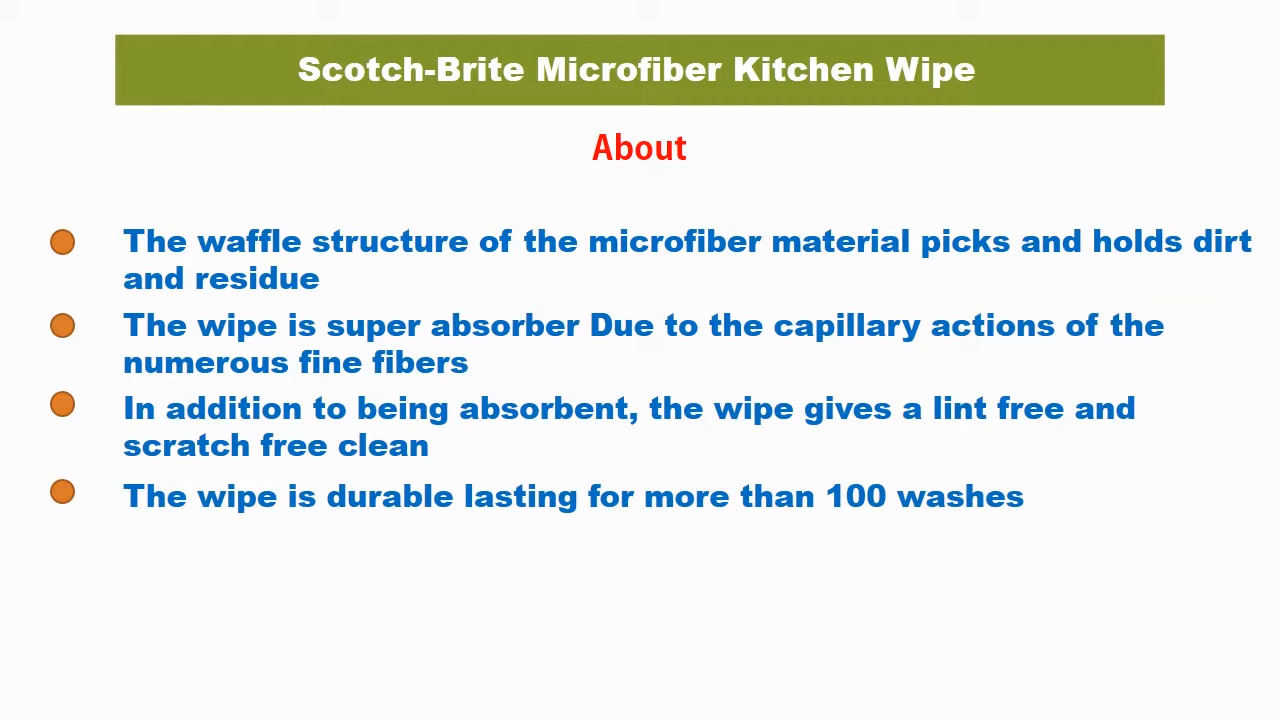 Scotch-Brite Microfiber Kitchen Wipe
About
The waffle structure of the microfiber material picks and holds dirt
and residue
The wipe is super absorber Due to the capillary actions of the
numerous fine fibers
In addition to being absorbent, the wipe gives a lint free and
scratch free clean
The wipe is durable lasting for more than 100 washes